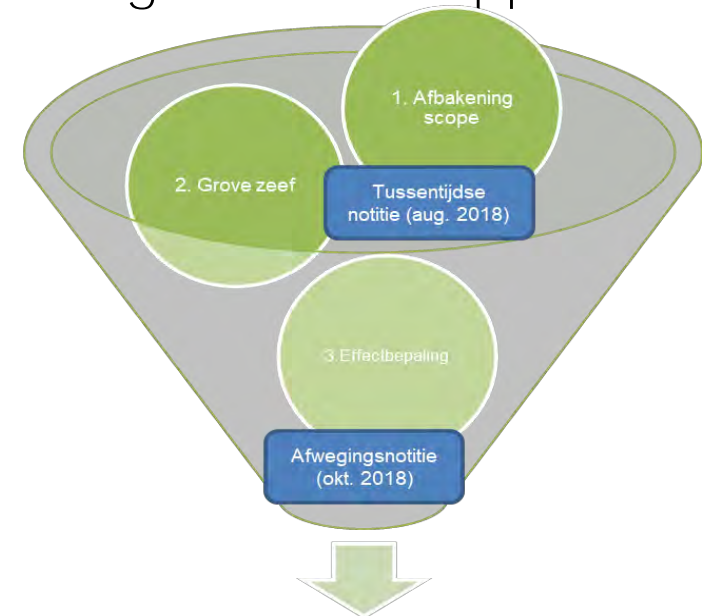 1. Afbakening
scope
2. Grove zeef
Tussentijdse
notitie (aug. 2018)
3.Effectbepaling
Afwegingsnotitie
(okt. 2018)